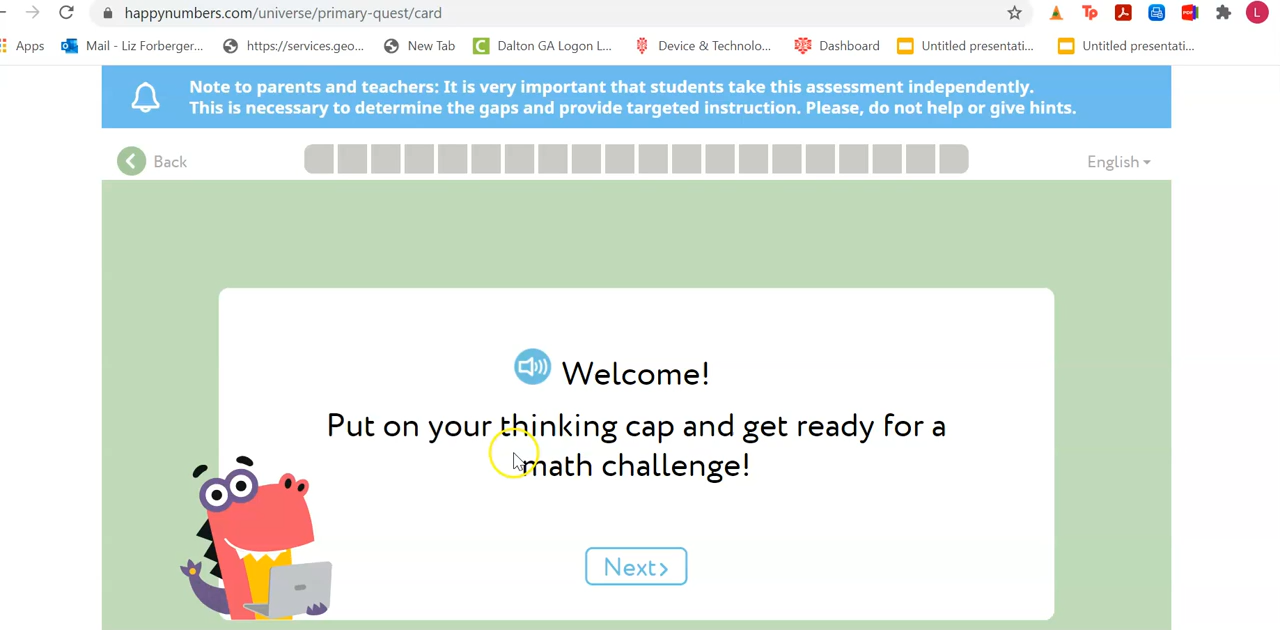 happynumbers.com/universe/primary-quest/card
Tp
PDF
L
Apps
Mail - Liz Forberger...
https://services.geo...
New Tab
C
Dalton GA Logon L...
Device & Technolo...
Dashboard
Untitled presentati...
Untitled presentati...
Note to parents and teachers: It is very important that students take this assessment independently.
This is necessary to determine the gaps and provide targeted instruction. Please, do not help or give hints.
Back
English
Welcome!
Put on your thinking cap and get ready for a
math challenge!
Next